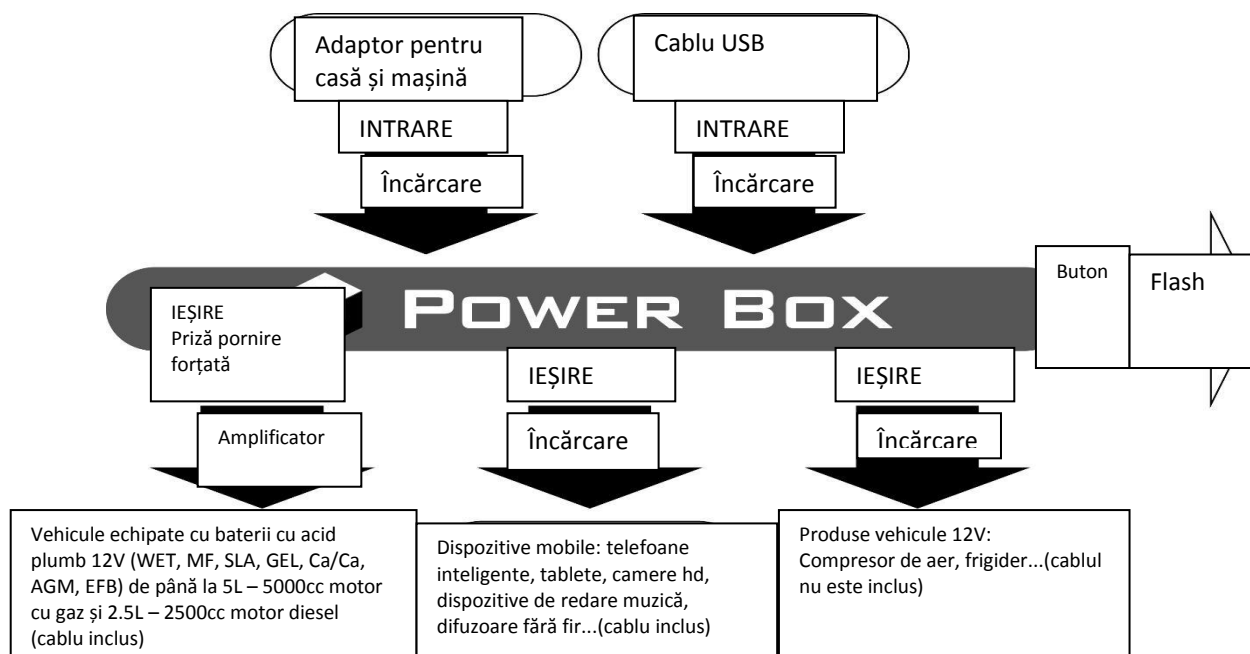 Adaptor pentru
casă și mașină
Cablu USB
INTRARE
INTRARE
Încărcare
Încărcare
Buton
Flash
IEȘIRE
Priză pornire
forțată
POWER BOX
IEȘIRE
IEȘIRE
Amplificator
Încărcare
Încărcare
Vehicule echipate cu baterii cu acid
plumb 12V (WET, MF, SLA, GEL, Ca/Ca,
AGM, EFB) de până la 5L – 5000cc motor
cu gaz și 2.5L – 2500cc motor diesel
(cablu inclus)
Dispozitive mobile: telefoane
inteligente, tablete, camere hd,
dispozitive de redare muzică,
difuzoare fără fir...(cablu inclus)
Produse vehicule 12V:
Compresor de aer, frigider...(cablul
nu este inclus)